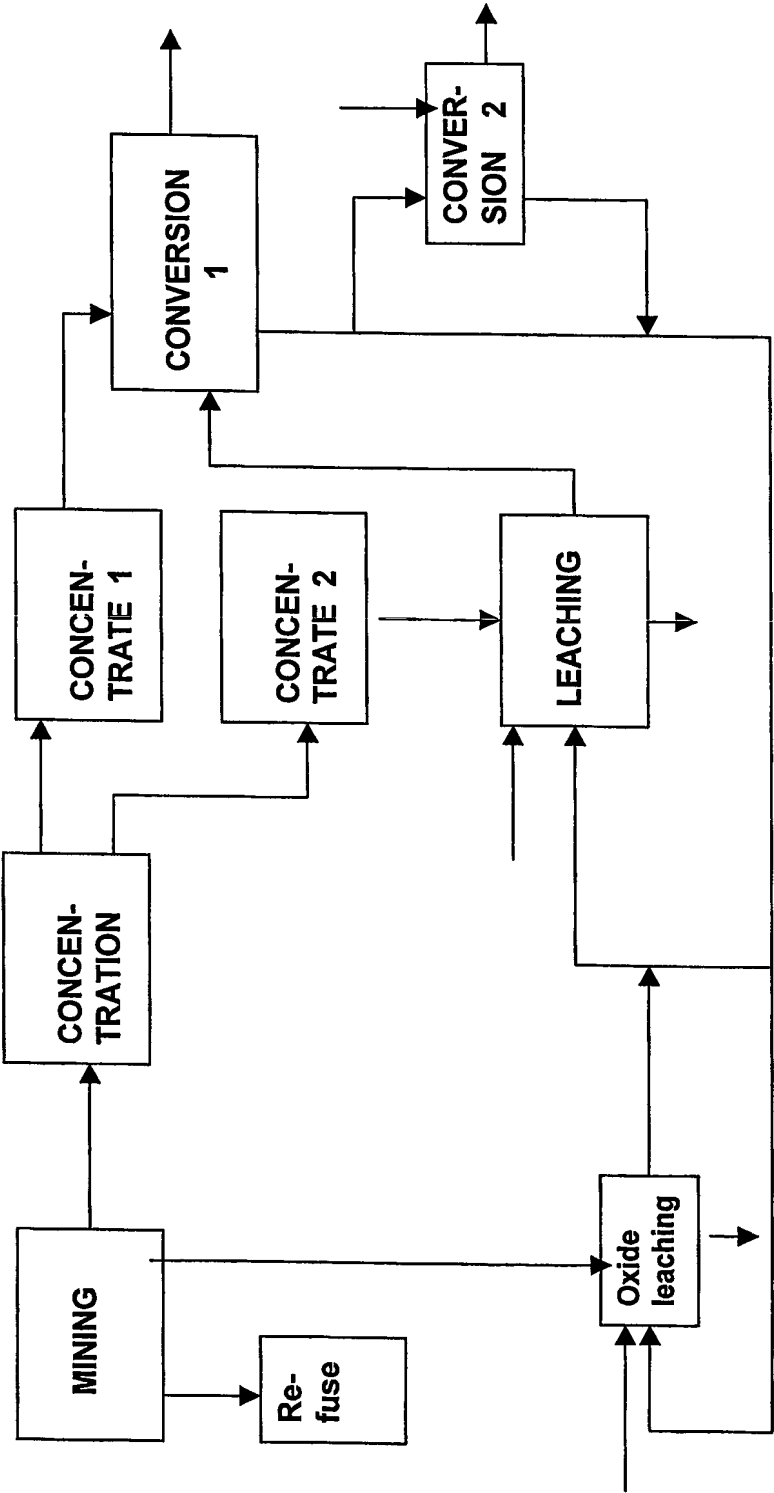 MINING
Re-
fuse
CONCEN-
TRATION
CONCEN-
TRATE 1
CONCEN-
TRATE 2
CONVERSION
1
CONVER-
SION 2
LEACHING
Oxide
leaching